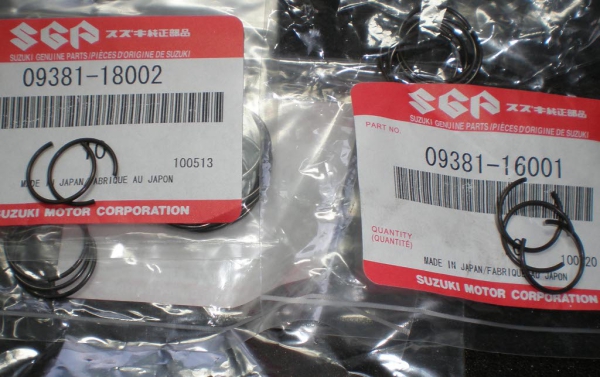 SGP スズキ純正部品
SUZUKI GENUINE PARTS/PIÈCES D'ORIGINE DE SUZUKI
09381-18002
100513
MADE IN JAPAN/FABRIQUE AU JAPON
SUZUKI MOTOR CORPORATION
SGP スズキ純正部品
SUZUKI GENUINE PARTS/PIÈCES D'ORIGINE DE SUZUKI
PART NO.
09381-16001
QUANTITY
(QUANTITÉ)
MADE IN JAPAN/FABRIQUE AU JAPON
SUZUKI MOTOR CORPORATION